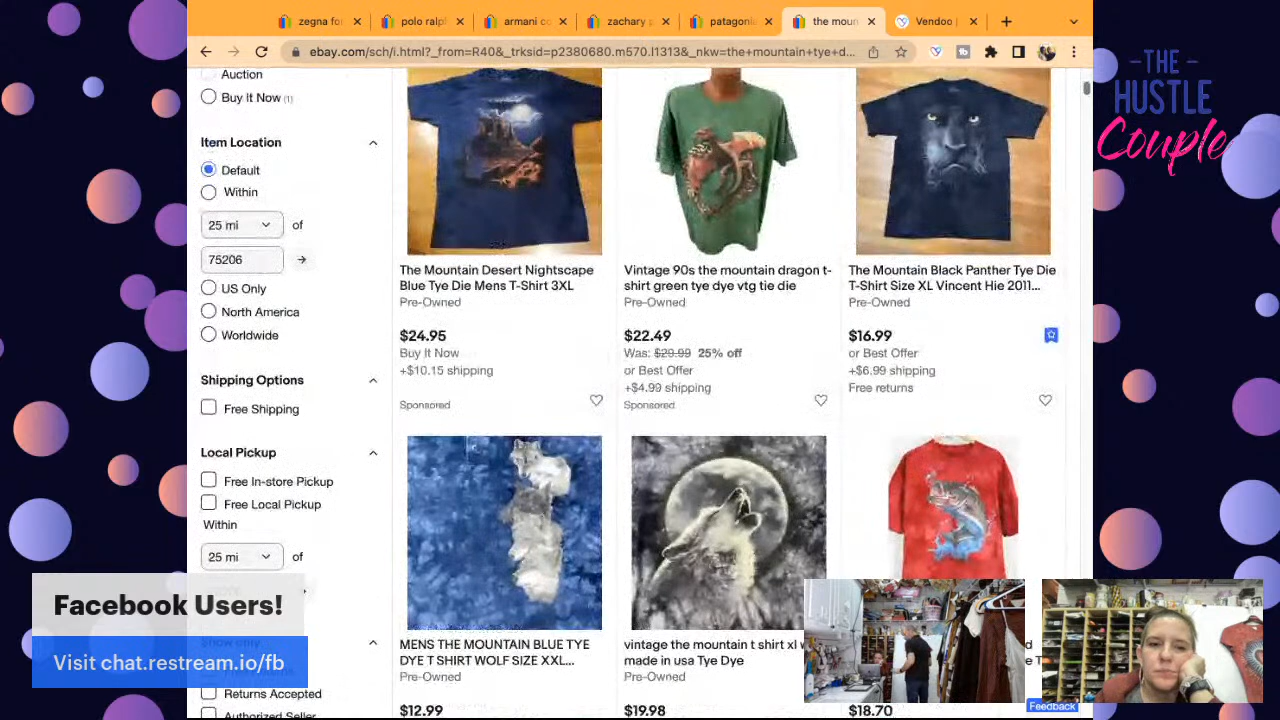 zegna for
polo ralp
armani co
zachary p
patagoni
the moun
Vendoo
ebay.com/sch/i.html?_from=R40&_trksid=p2380680.m570.l1313&_nkw=the+mountain+tye+d...
- THE -
HUSTLE
Couple
Auction
Buy It Now (1)
Item Location
Default
Within
25 mi
of
75206
US Only
North America
Worldwide
Shipping Options
Free Shipping
Local Pickup
Free In-store Pickup
Free Local Pickup
Within
25 mi
of
Show only
Returns Accepted
Authorized Seller
The Mountain Desert Nightscape
Blue Tye Die Mens T-Shirt 3XL
Pre-Owned
$24.95
Buy It Now
+$10.15 shipping
Sponsored
Vintage 90s the mountain dragon t-
shirt green tye dye vtg tie die
Pre-Owned
$22.49
Was: $29.99 25% off
or Best Offer
+$4.99 shipping
Sponsored
The Mountain Black Panther Tye Die
T-Shirt Size XL Vincent Hie 2011...
Pre-Owned
$16.99
or Best Offer
+$6.99 shipping
Free returns
MENS THE MOUNTAIN BLUE TYE
DYE T SHIRT WOLF SIZE XXL...
Pre-Owned
$12.99
vintage the mountain t shirt xl w
made in usa Tye Dye
Pre-Owned
$19.98
$18.70
Facebook Users!
Visit chat.restream.io/fb
Feedback